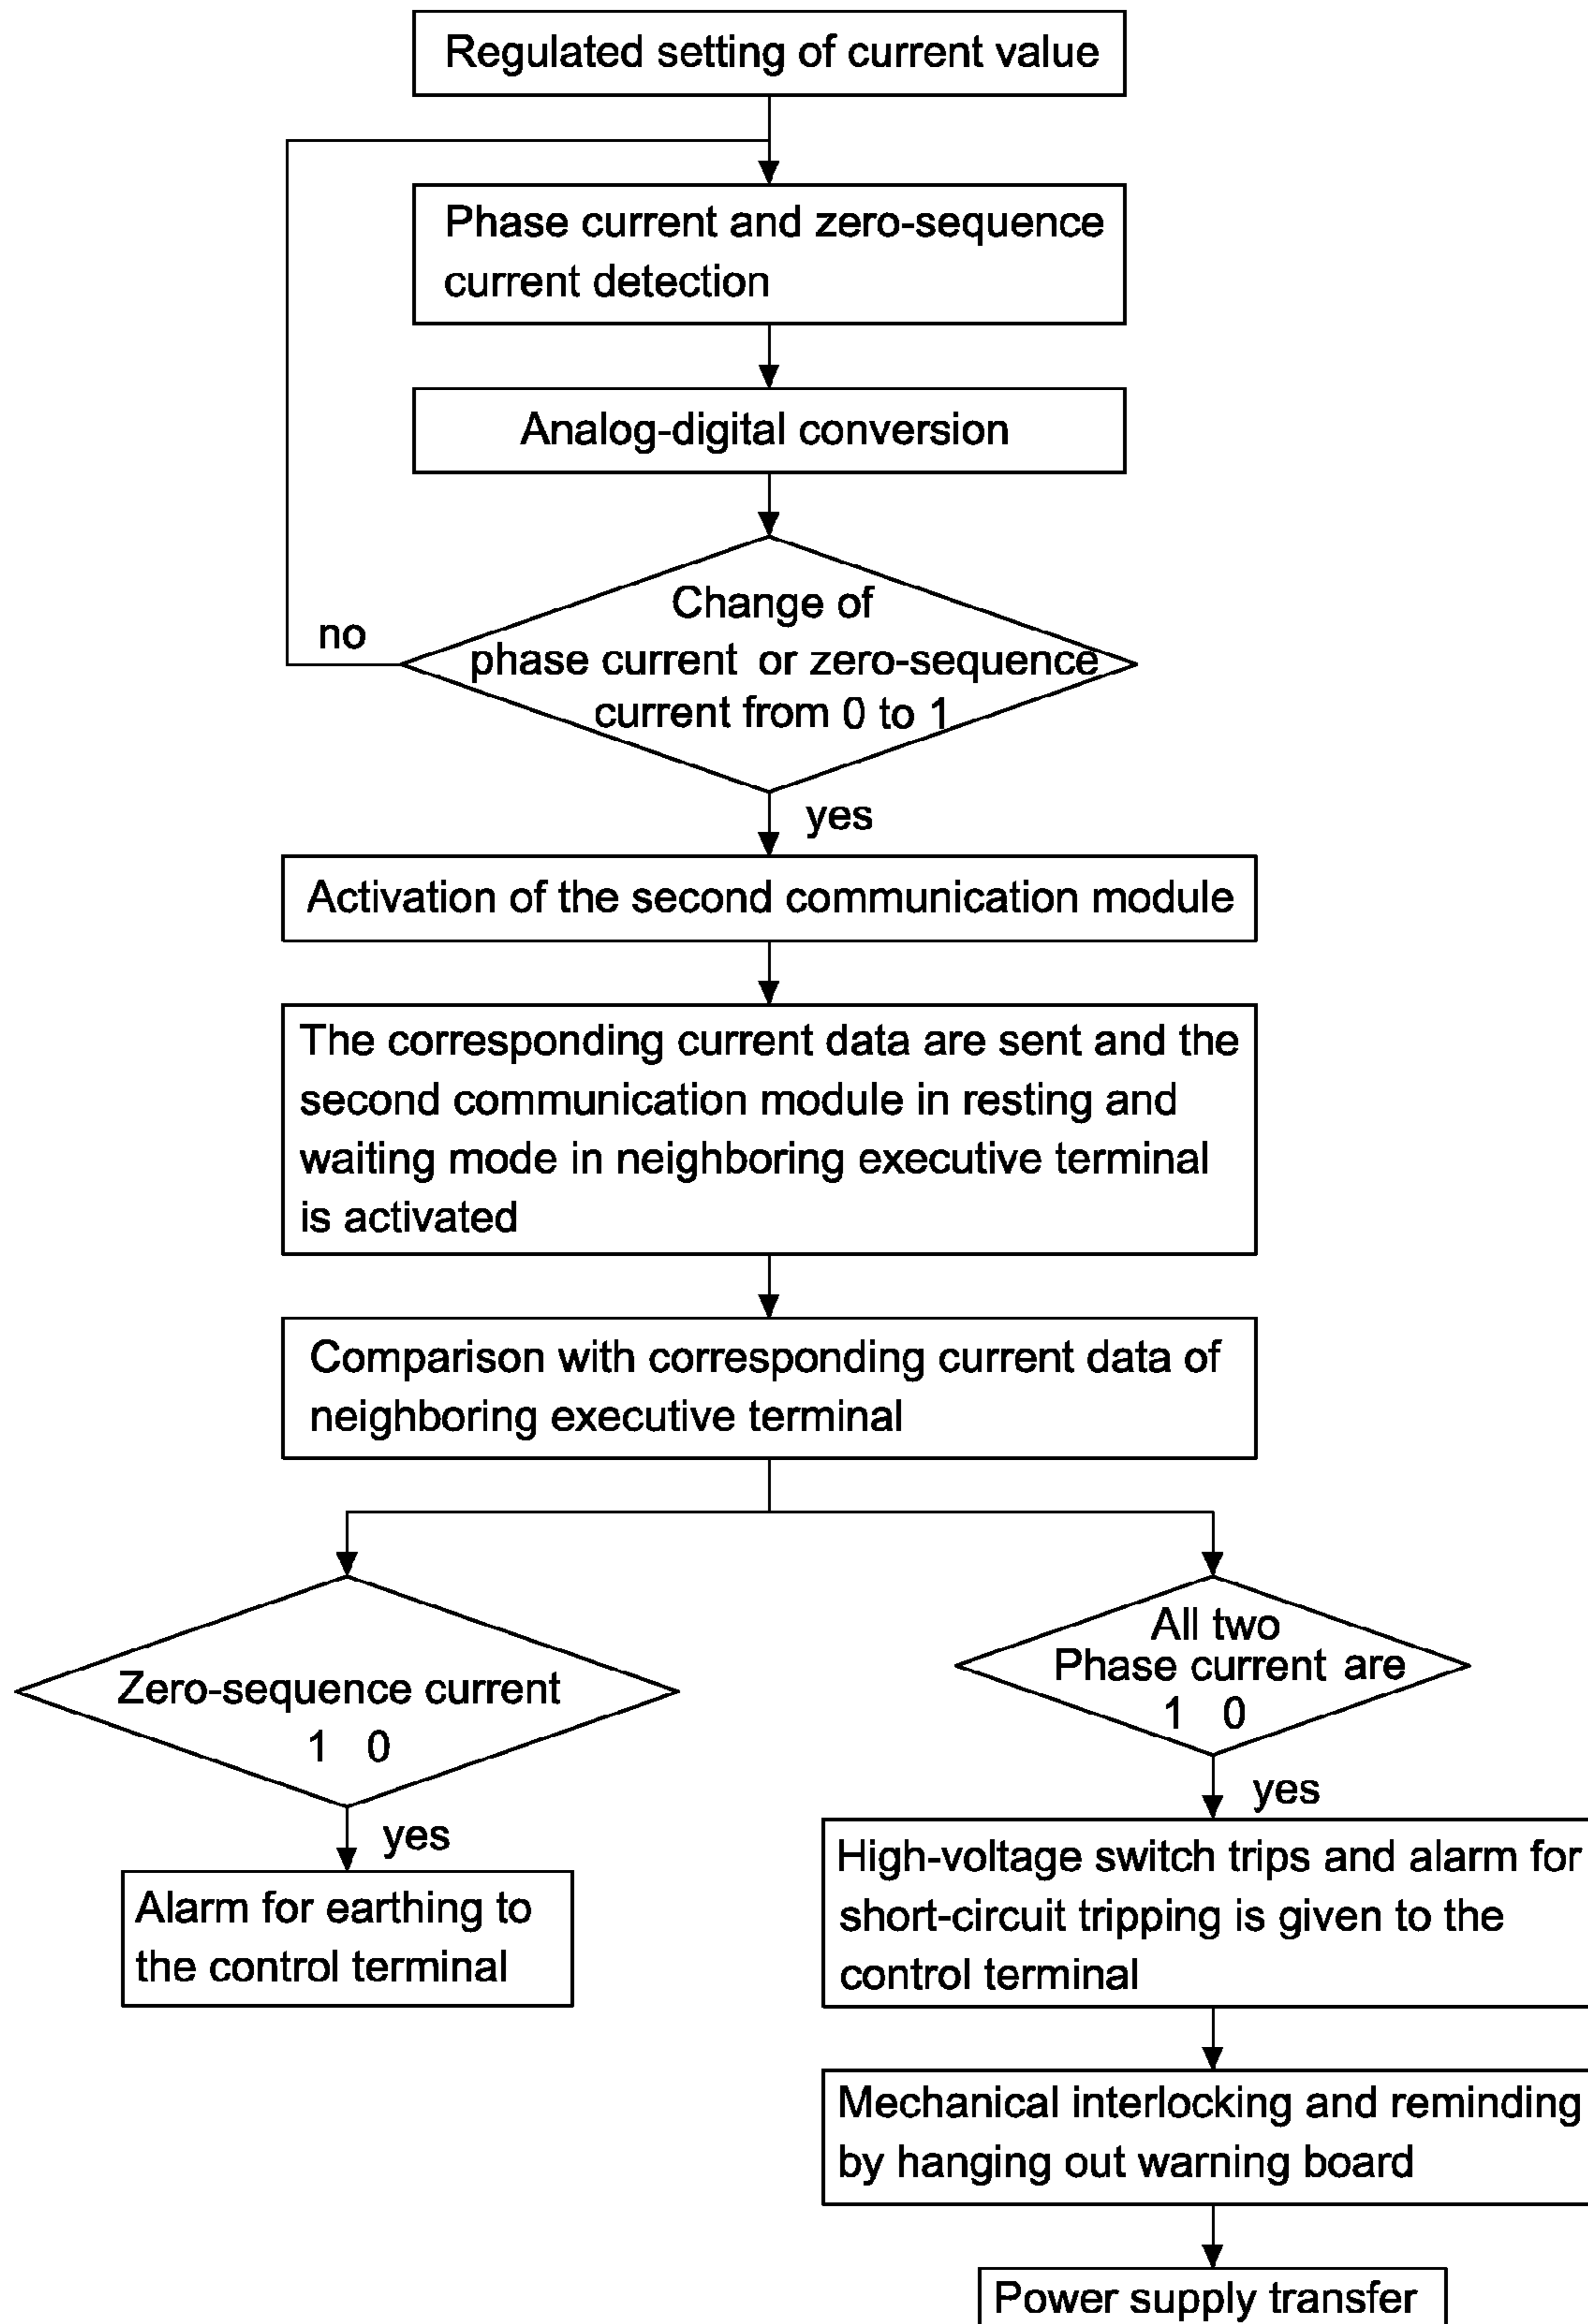 Regulated setting of current value
Phase current and zero-sequence
current detection
Analog-digital conversion
Change of
phase current or zero-sequence
current from 0 to 1
no
yes
Activation of the second communication module
The corresponding current data are sent and the
second communication module in resting and
waiting mode in neighboring executive terminal
is activated
Comparison with corresponding current data of
neighboring executive terminal
Zero-sequence current
1 0
yes
Alarm for earthing to
the control terminal
All two
Phase current are
1 0
yes
High-voltage switch trips and alarm for
short-circuit tripping is given to the
control terminal
Mechanical interlocking and reminding
by hanging out warning board
Power supply transfer